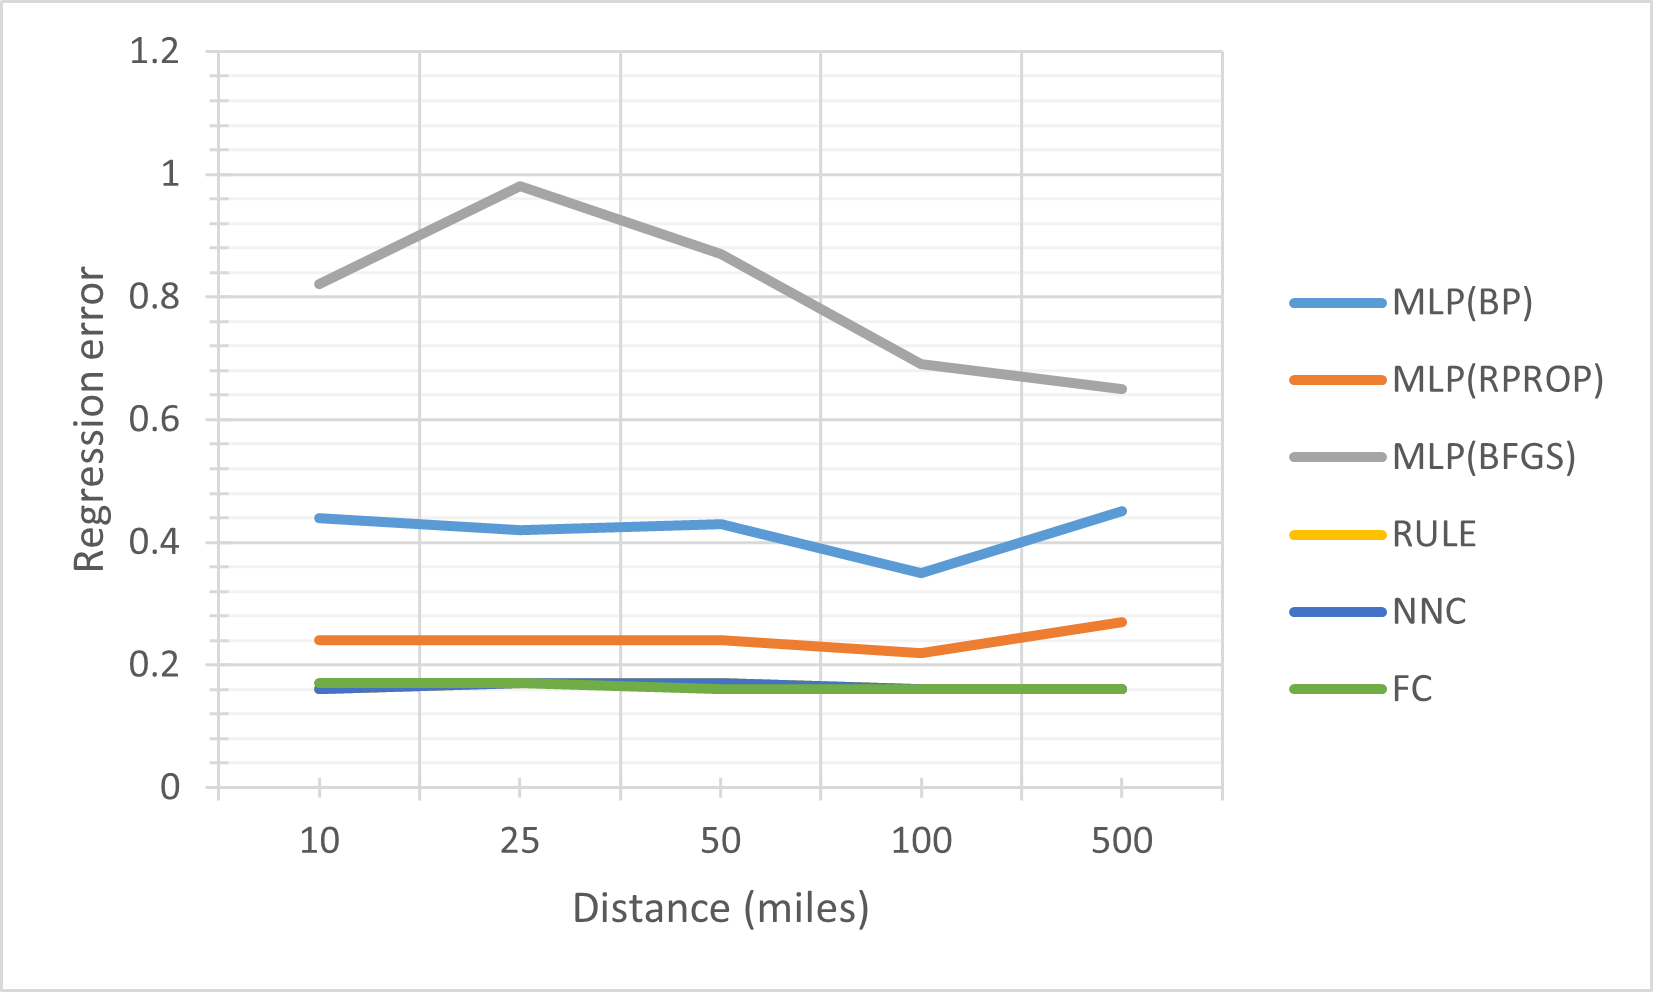 Regression error
1.2
1
0.8
0.6
0.4
0.2
0
10 25 50 100 500
Distance (miles)
MLP(BP)
MLP(RPROP)
MLP(BFGS)
RULE
NNC
FC